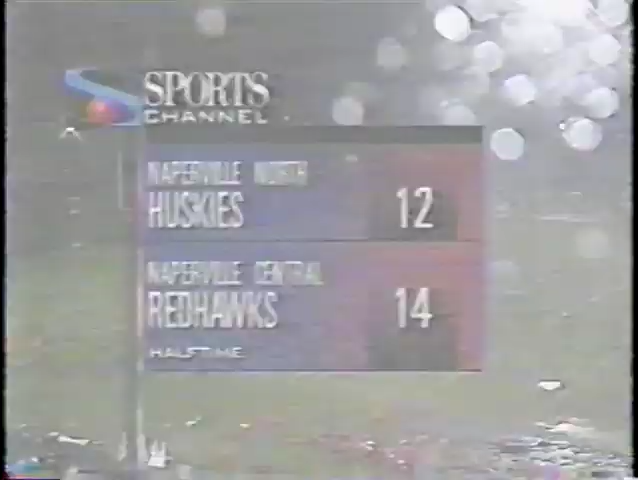 SPORTS
CHANNEL
NAPERVILLE NORTH
HUSKIES
12
NAPERVILLE CENTRAL
REDHAWKS
14
HALFTIME